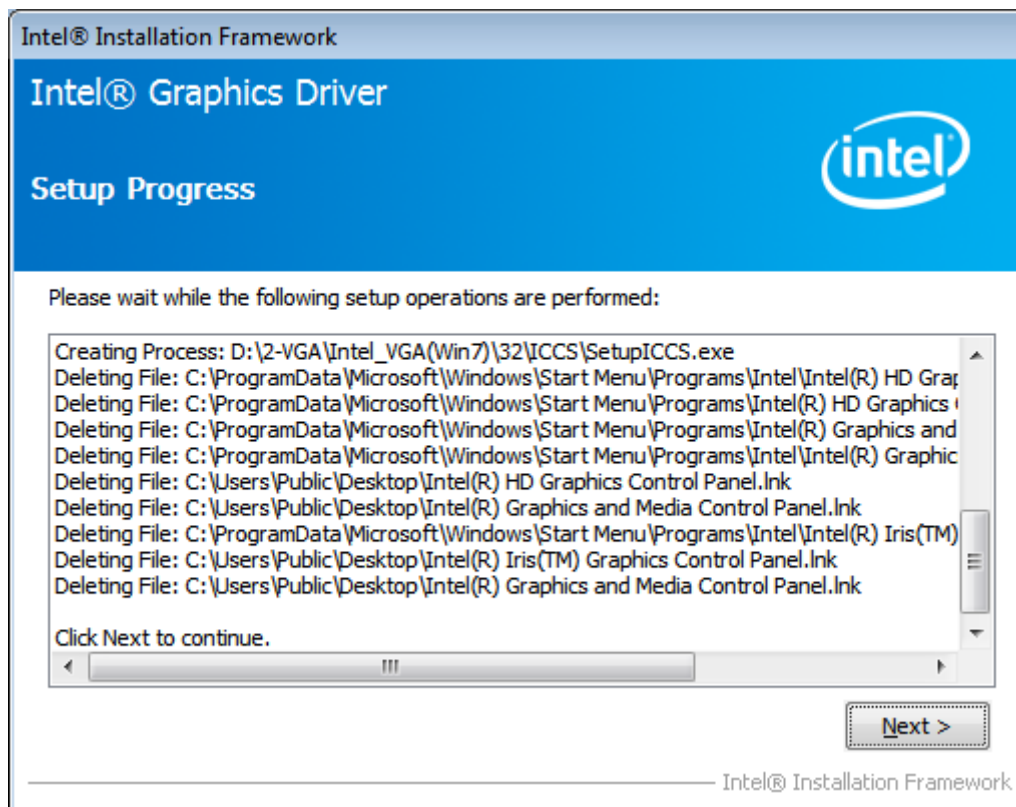 Intel® Installation Framework
Intel® Graphics Driver
intel
Setup Progress
Please wait while the following setup operations are performed:
Creating Process: D:\2-VGA\Intel_VGA(Win7)\32\ICCS\SetupICCS.exe
Deleting File: C:\ProgramData\Microsoft\Windows\Start Menu\Programs\Intel\Intel(R) HD Grap
Deleting File: C:\ProgramData\Microsoft\Windows\Start Menu\Programs\Intel(R) HD Graphics
Deleting File: C:\ProgramData\Microsoft\Windows\Start Menu\Programs\Intel(R) Graphics and
Deleting File: C:\ProgramData\Microsoft\Windows\Start Menu\Programs\Intel\Intel(R) Graphic
Deleting File: C:\Users\Public\Desktop\Intel(R) HD Graphics Control Panel.lnk
Deleting File: C:\Users\Public\Desktop\Intel(R) Graphics and Media Control Panel.lnk
Deleting File: C:\ProgramData\Microsoft\Windows\Start Menu\Programs\Intel\Intel(R) Iris(TM)
Deleting File: C:\Users\Public\Desktop\Intel(R) Iris(TM) Graphics Control Panel.lnk
Deleting File: C:\Users\Public\Desktop\Intel(R) Graphics and Media Control Panel.lnk
Click Next to continue.
Next >
Intel® Installation Framework